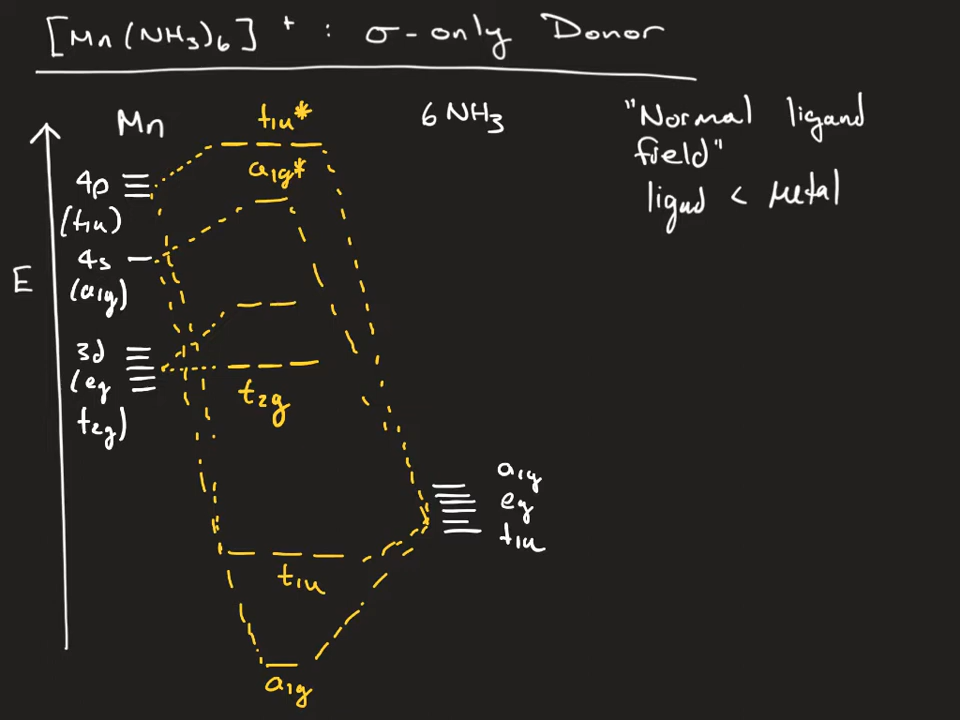 [Mn(NH₃)₆]⁺ : σ-only Donor
Mn
t₁ᵤ*
6 NH₃
"Normal ligand
field"
ligand < Metal
a₁g*
4p
(t₁ᵤ)
4s
(a₁g)
E
3d
(eg
t₂g)
t₂g
a₁g
eg
t₁ᵤ
t₁ᵤ
a₁g